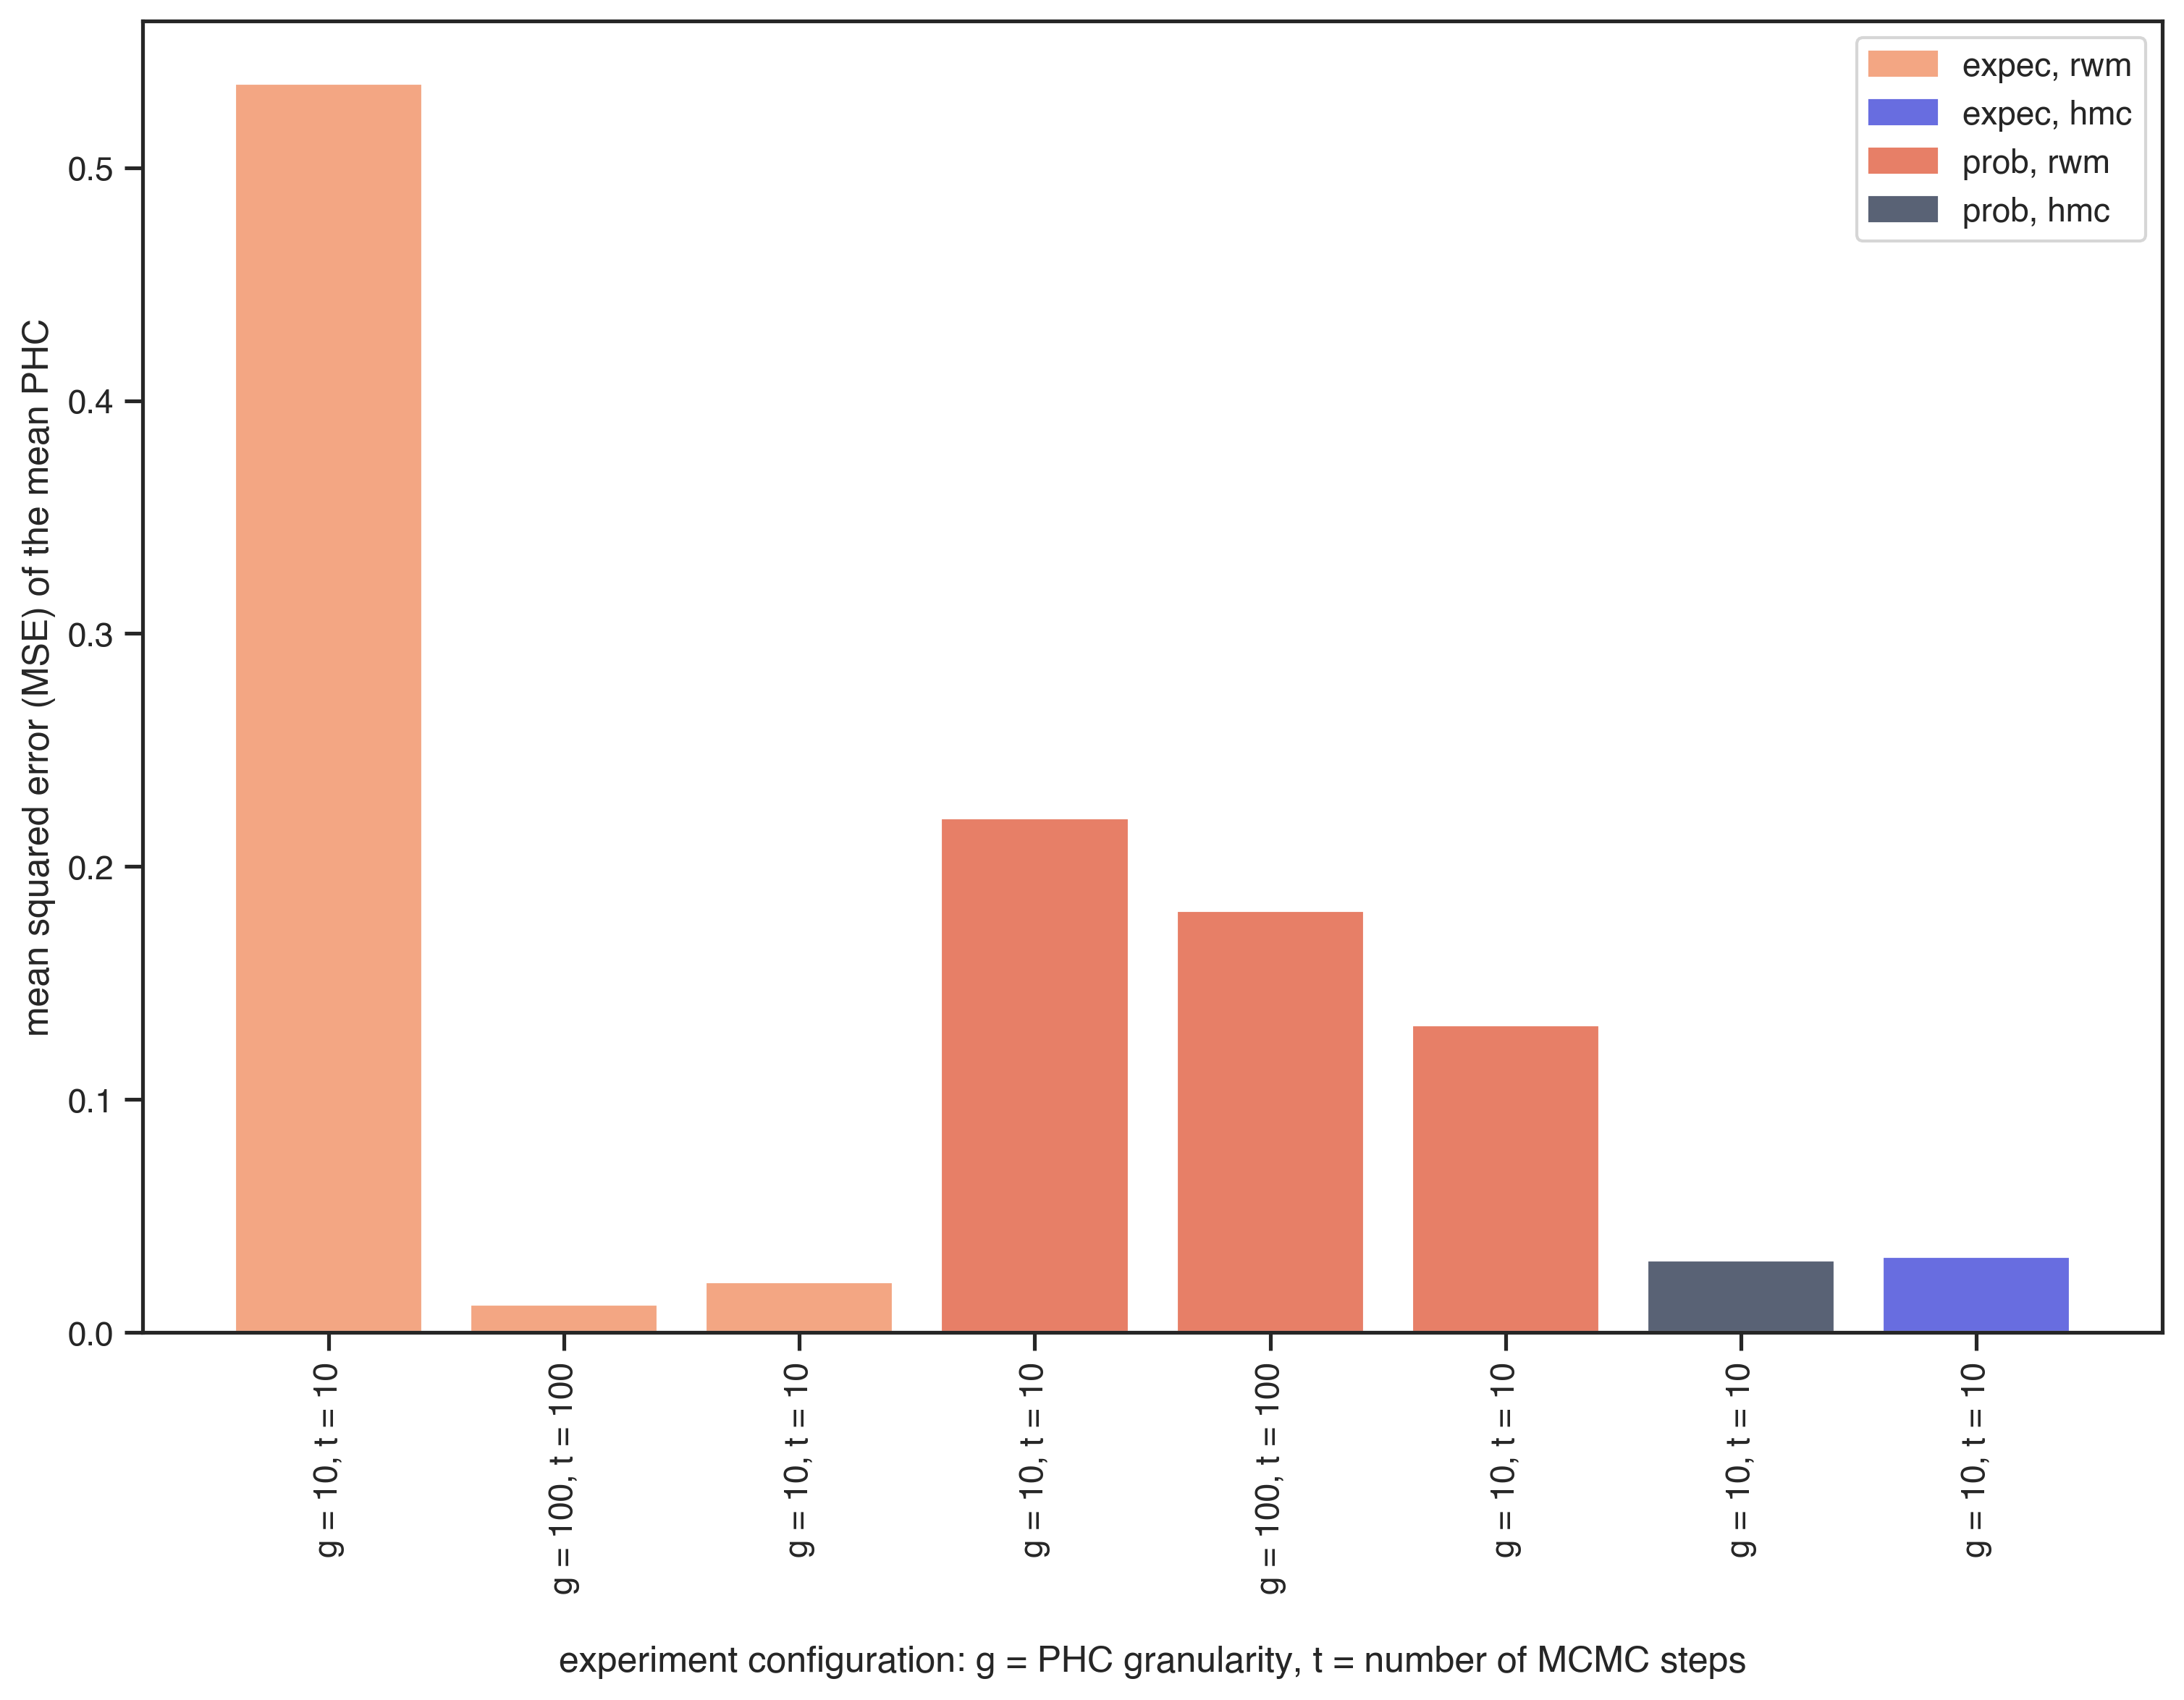 expec, rwm
expec, hmc
prob, rwm
prob, hmc
mean squared error (MSE) of the mean PHC
0.5
0.4
0.3
0.2
0.1
0.0
g = 10, t = 10
g = 100, t = 100
g = 10, t = 10
g = 10, t = 10
g = 100, t = 100
g = 10, t = 10
g = 10, t = 10
g = 10, t = 10
experiment configuration: g = PHC granularity, t = number of MCMC steps